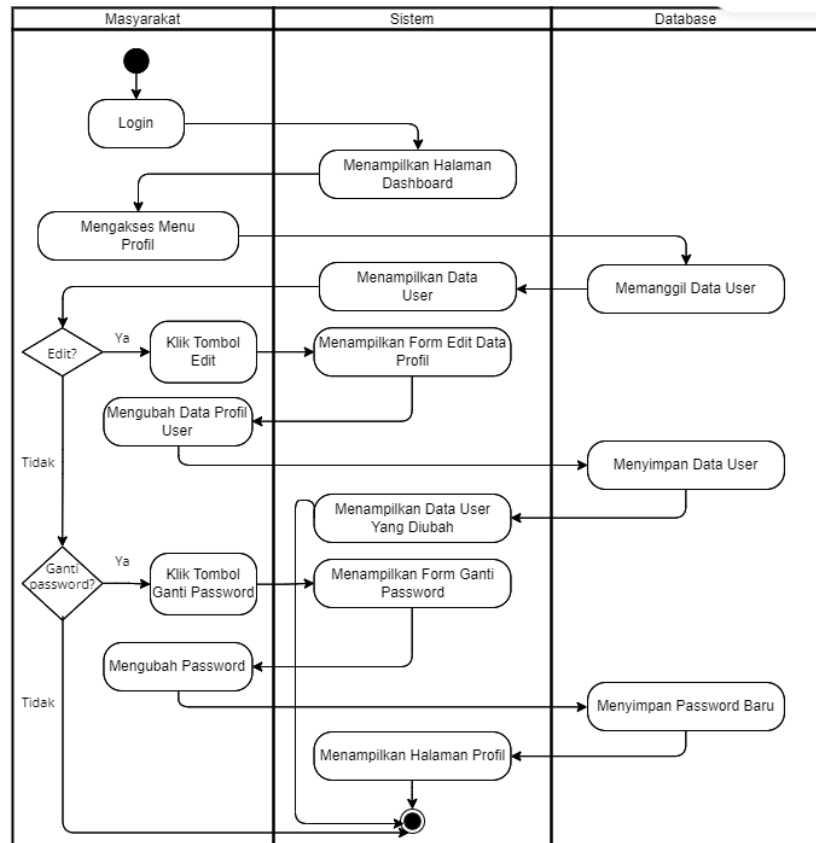 Masyarakat
Sistem
Database
Login
Menampilkan Halaman
Dashboard
Mengakses Menu
Profil
Menampilkan Data
User
Memanggil Data User
Edit?
Ya
Klik Tombol
Edit
Menampilkan Form Edit Data
Profil
Mengubah Data Profil
User
Tidak
Menyimpan Data User
Menampilkan Data User
Yang Diubah
Ganti
password?
Ya
Klik Tombol
Ganti Password
Menampilkan Form Ganti
Password
Mengubah Password
Tidak
Menyimpan Password Baru
Menampilkan Halaman Profil